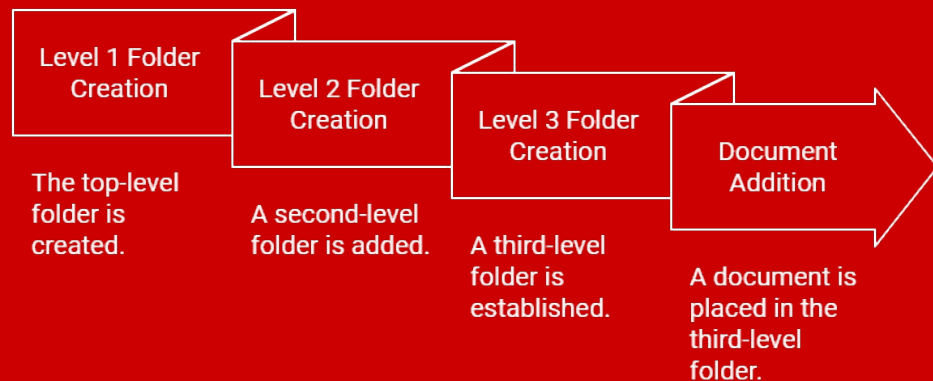 Level 1 Folder
Creation
The top-level
folder is
created.
Level 2 Folder
Creation
A second-level
folder is added.
Level 3 Folder
Creation
A third-level
folder is
established.
Document
Addition
A document is
placed in the
third-level
folder.